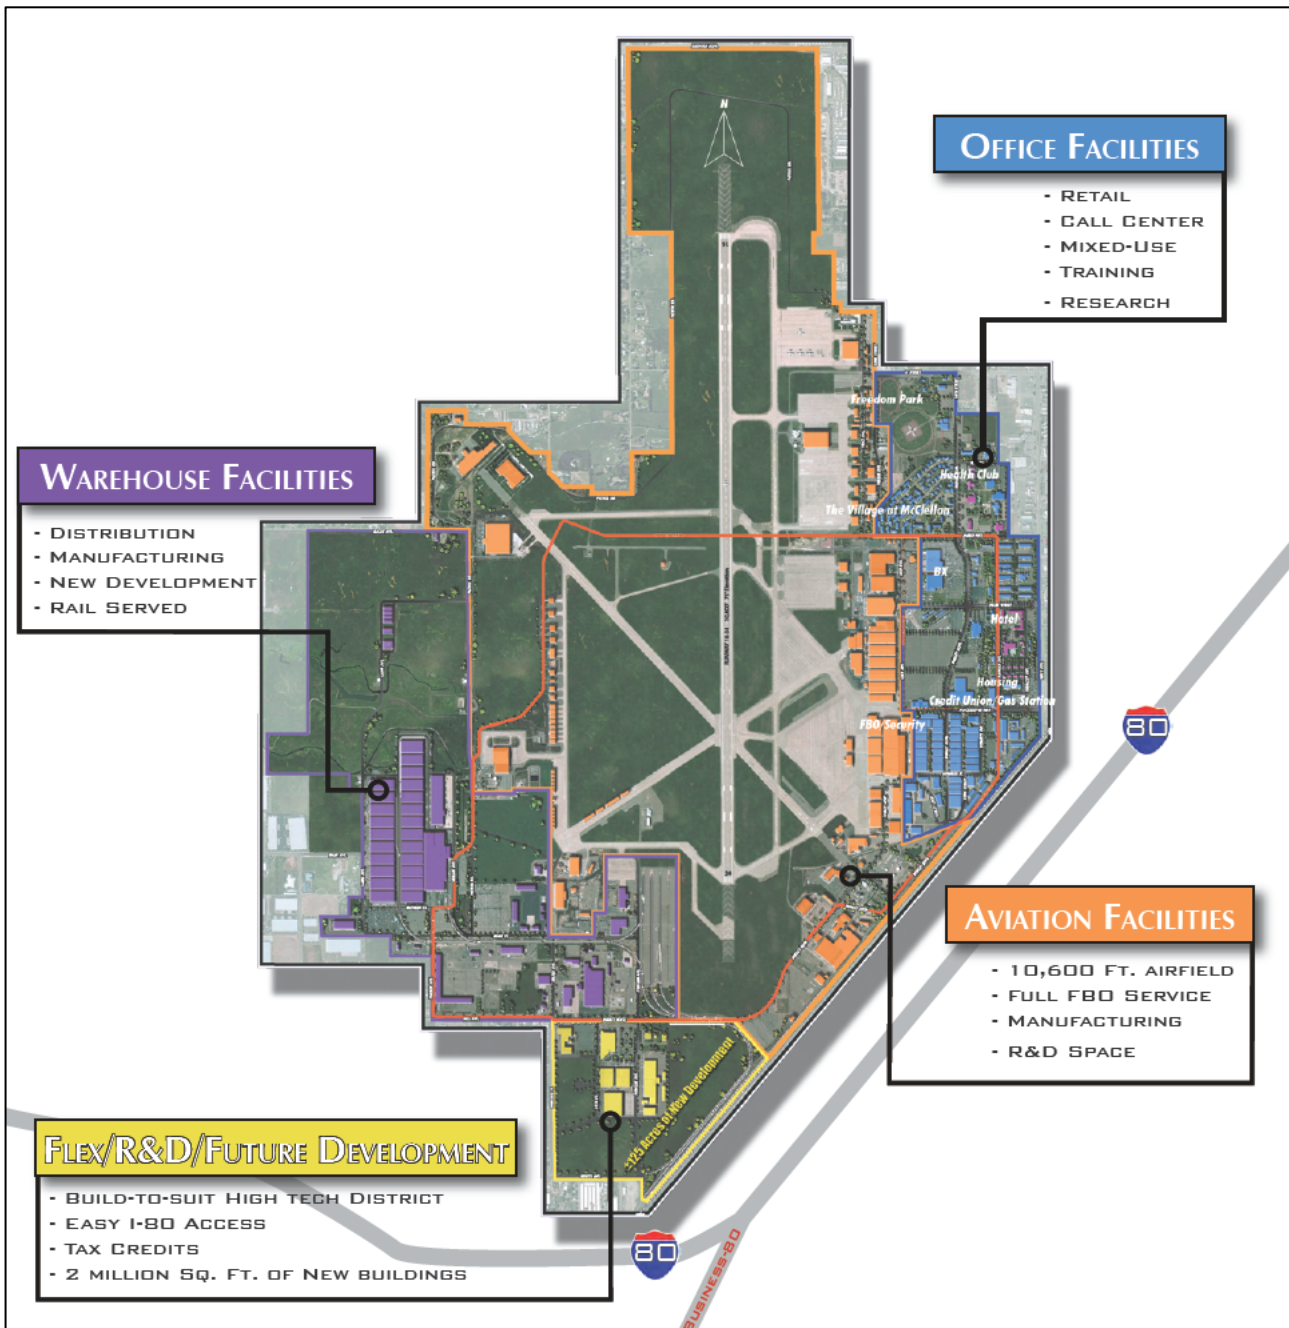 N
OFFICE FACILITIES
- RETAIL
- CALL CENTER
- MIXED-USE
- TRAINING
- RESEARCH
Freedom Park
Health Club
The Village at McClellan
WAREHOUSE FACILITIES
- DISTRIBUTION
- MANUFACTURING
- NEW DEVELOPMENT
- RAIL SERVED
BX
Hotel
Housing
Credit Union/Gas Station
FBO/Security
80
AVIATION FACILITIES
- 10,600 FT. AIRFIELD
- FULL FBO SERVICE
- MANUFACTURING
- R&D SPACE
~125 Acres of New Development
FLEX/R&D/FUTURE DEVELOPMENT
- BUILD-TO-SUIT HIGH TECH DISTRICT
- EASY I-80 ACCESS
- TAX CREDITS
- 2 MILLION SQ. FT. OF NEW BUILDINGS
80
BUSINESS-80